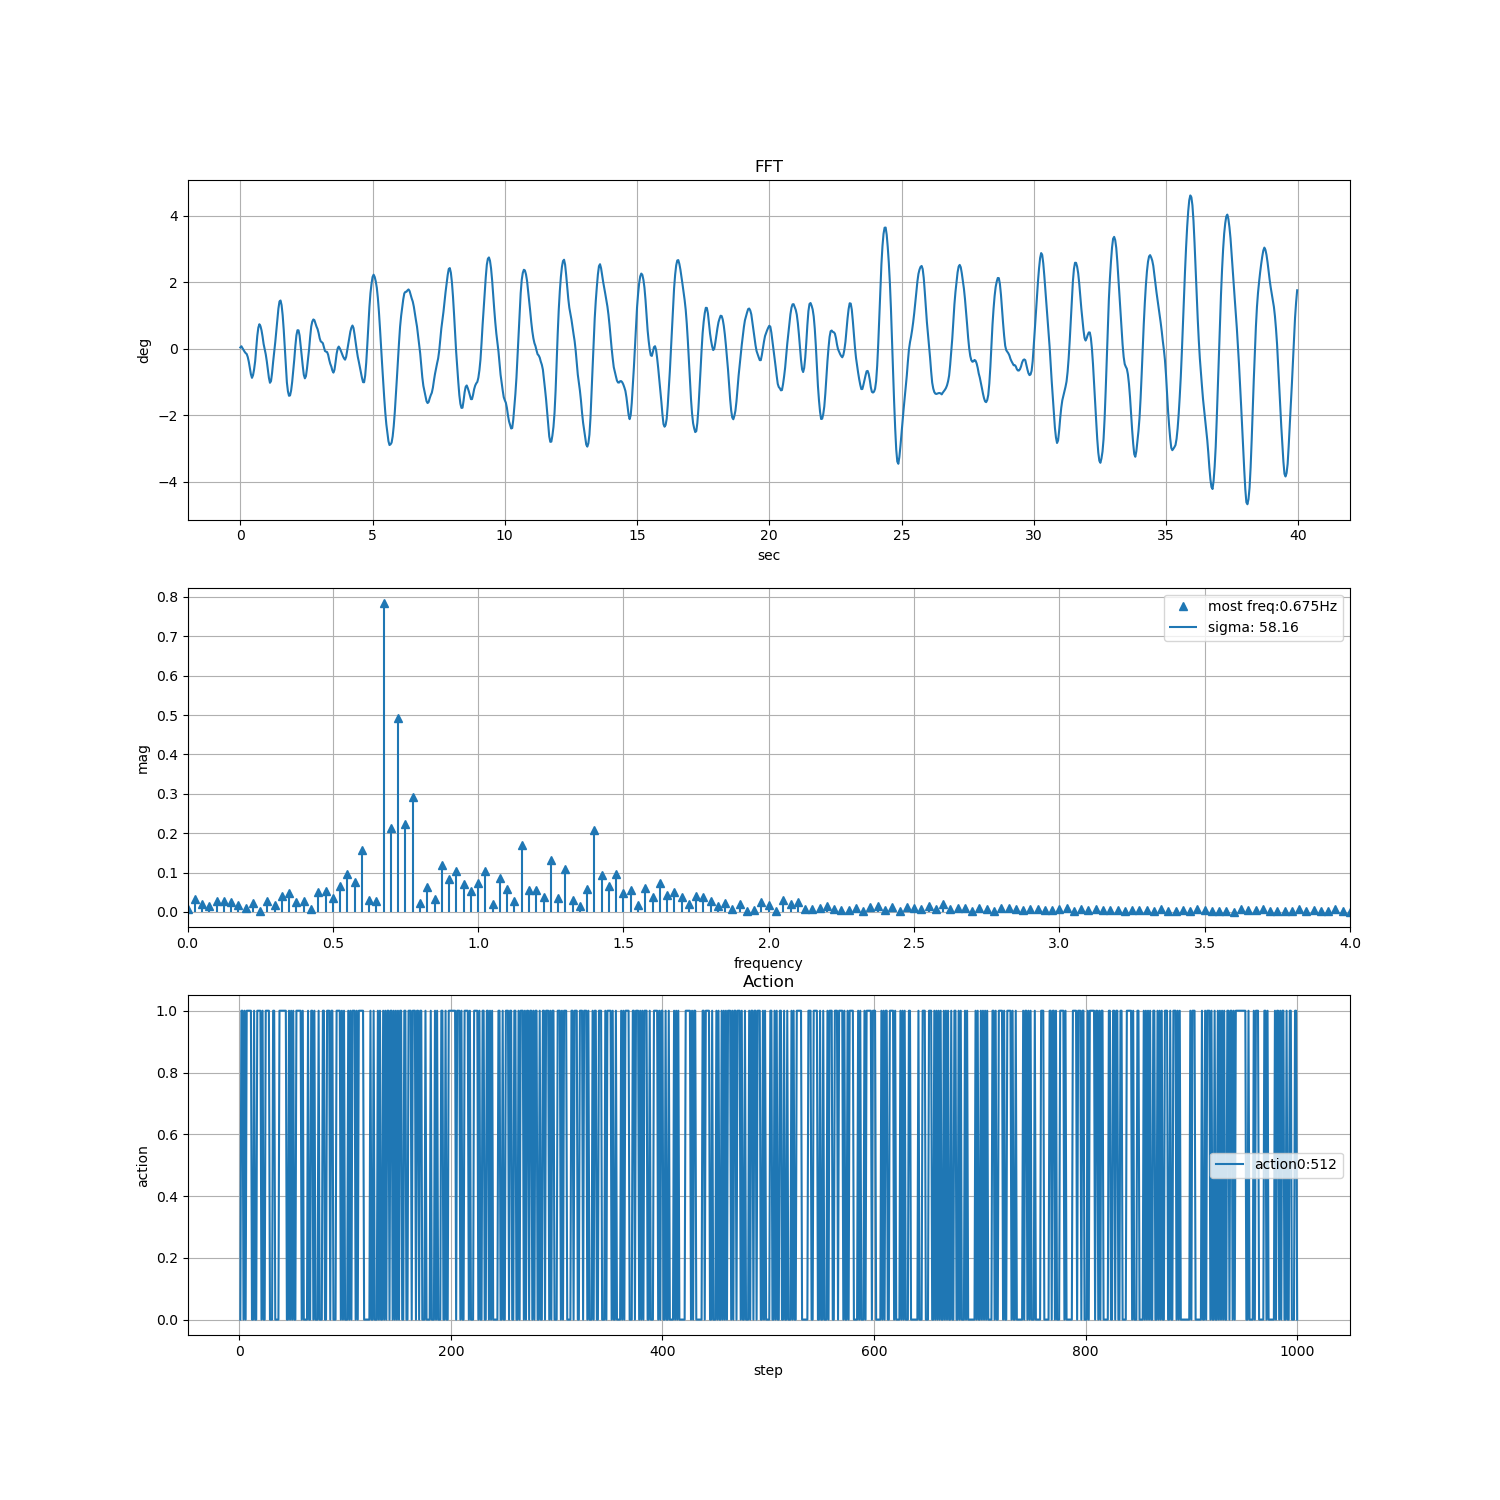 FFT
4
2
0
−2
−4
deg
0 5 10 15 20 25 30 35 40
sec
0.8
0.7
0.6
0.5
0.4
0.3
0.2
0.1
0.0
mag
most freq:0.675Hz
sigma: 58.16
0.0 0.5 1.0 1.5 2.0 2.5 3.0 3.5 4.0
frequency
Action
1.0
0.8
0.6
0.4
0.2
0.0
action
action0:512
0 200 400 600 800 1000
step